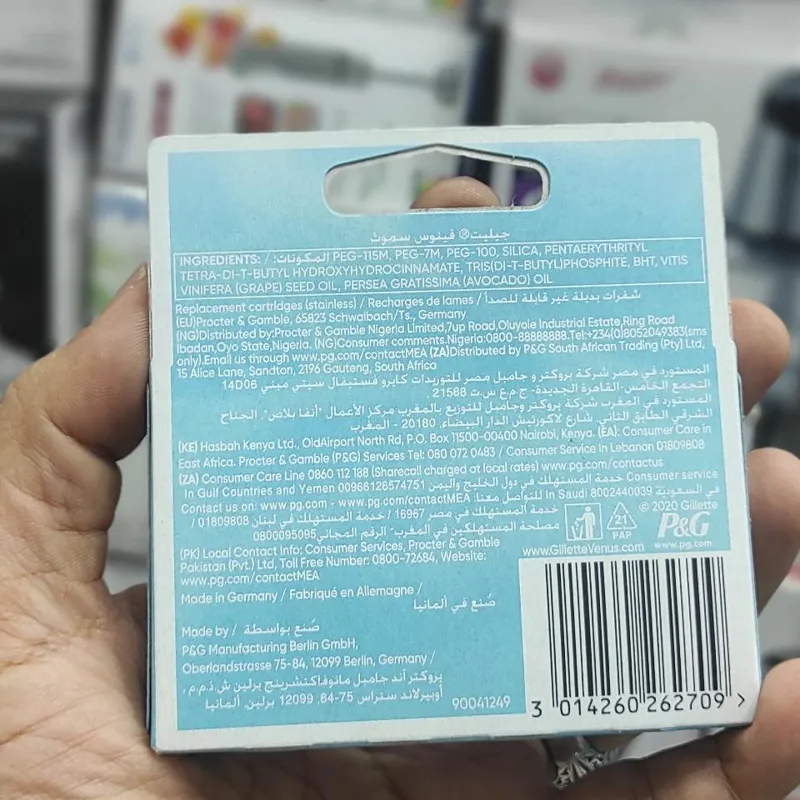 جيليت® ڤينوس سموث
INGREDIENTS: / المكونات: PEG-115M, PEG-7M, PEG-100, SILICA, PENTAERYTHRITYL
TETRA-DI-T-BUTYL HYDROXYHYDROCINNAMATE, TRIS(DI-T-BUTYL)PHOSPHITE, BHT, VITIS
VINIFERA (GRAPE) SEED OIL, PERSEA GRATISSIMA (AVOCADO) OIL
Replacement cartridges (stainless) / Recharges de lames / شفرات بديلة غير قابلة للصدأ
(EU)Procter & Gamble, 65823 Schwalbach/Ts., Germany
(NG)Distributed by:Procter & Gamble Nigeria Limited,7up Road,Oluyole Industrial Estate,Ring Road
Ibadan,Oyo State,Nigeria. (NG)Consumer comments.Nigeria:0800-88888888.Tel:+234(0)8052049383(sms
only).Email us through www.pg.com/contactMEA (ZA)Distributed by P&G South African Trading (Pty) Ltd,
15 Alice Lane, Sandton, 2196 Gauteng, South Africa
المستورد في مصر شركة بروكتر و جامبل مصر للتوريدات كايرو فستيفال سيتي مبنى 14D06
التجمع الخامس-القاهرة الجديدة- ج.م.ع س.ت 21588.
المستورد في المغرب شركة بروكتر وجامبل للتوزيع بالمغرب مركز الأعمال "أنفا بلاص", الجناح
الشرقي الطابق الثاني, شارع لاكورنيش الدار البيضاء, 20180 - المغرب
(KE) Hasbah Kenya Ltd., OldAirport North Rd, P.O. Box 11500-00400 Nairobi, Kenya. (EA): Consumer Care in
East Africa. Procter & Gamble (P&G) Services Tel: 080 072 0483 / Consumer Service In Lebanon 01809808
(ZA) Consumer Care Line 0860 112 188 (Sharecall charged at local rates) www.pg.com/contactus
In Gulf Countries and Yemen 00966126574751 خدمة المستهلك في دول الخليج واليمن Consumer service
in Saudi 8002440039 في السعودية Contact us on: www.pg.com - www.pg.com/contactMEA للتواصل معنا:
خدمة المستهلك في مصر 16967 / خدمة المستهلك في لبنان 01809808 /
مصلحة المستهلكين في المغرب- الرقم المجاني 0800095095
(PK) Local Contact Info: Consumer Services, Procter & Gamble
Pakistan (Pvt.) Ltd, Toll Free Number: 0800-72684, Website:
www.pg.com/contactMEA
21
PAP
© 2020 Gillette
P&G
www.GilletteVenus.com www.pg.com
Made in Germany / Fabriqué en Allemagne /
صُنع في ألمانيا
Made by / صُنع بواسطة
P&G Manufacturing Berlin GmbH,
Oberlandstrasse 75-84, 12099 Berlin, Germany /
بروكتر أند جامبل مانوفاكتشرينج برلين ش.ذ.م.م,
أوبيرلاند ستراس 75-84, 12099 برلين, ألمانيا
90041249
3 014260 262709 >